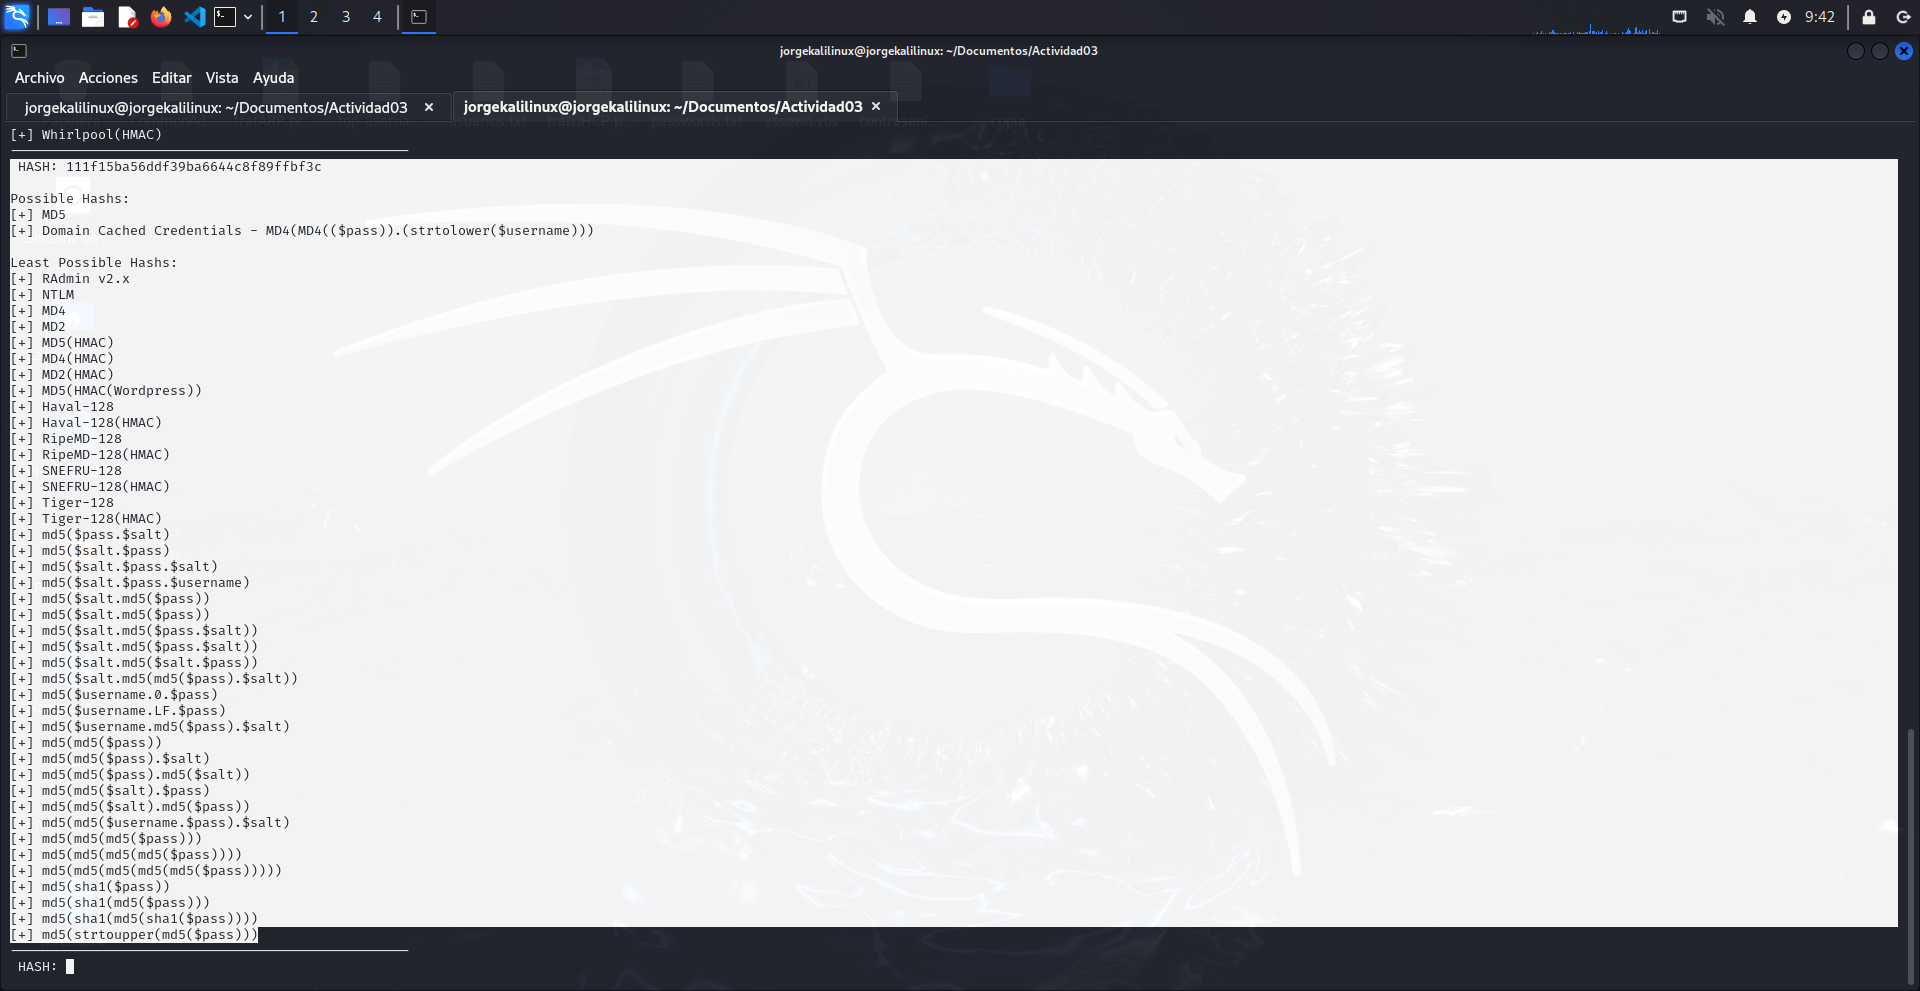 1 2 3 4
9:42
jorgekalilinux@jorgekalilinux: ~/Documentos/Actividad03
Archivo Acciones Editar Vista Ayuda
jorgekalilinux@jorgekalilinux: ~/Documentos/Actividad03 × jorgekalilinux@jorgekalilinux: ~/Documentos/Actividad03 ×
[+] Whirlpool(HMAC)
HASH: 111f15ba56ddf39ba6644c8f89ffbf3c
Possible Hashs:
[+] MD5
[+] Domain Cached Credentials - MD4(MD4(($pass)).(strtolower($username)))
Least Possible Hashs:
[+] RAdmin v2.x
[+] NTLM
[+] MD4
[+] MD2
[+] MD5(HMAC)
[+] MD4(HMAC)
[+] MD2(HMAC)
[+] MD5(HMAC(Wordpress))
[+] Haval-128
[+] Haval-128(HMAC)
[+] RipeMD-128
[+] RipeMD-128(HMAC)
[+] SNEFRU-128
[+] SNEFRU-128(HMAC)
[+] Tiger-128
[+] Tiger-128(HMAC)
[+] md5($pass.$salt)
[+] md5($salt.$pass)
[+] md5($salt.$pass.$salt)
[+] md5($salt.$pass.$username)
[+] md5($salt.md5($pass))
[+] md5($salt.md5($pass))
[+] md5($salt.md5($pass.$salt))
[+] md5($salt.md5($pass.$salt))
[+] md5($salt.md5($salt.$pass))
[+] md5($salt.md5(md5($pass).$salt))
[+] md5($username.0.$pass)
[+] md5($username.LF.$pass)
[+] md5($username.md5($pass).$salt)
[+] md5(md5($pass))
[+] md5(md5($pass).$salt)
[+] md5(md5($pass).md5($salt))
[+] md5(md5($salt).$pass)
[+] md5(md5($salt).md5($pass))
[+] md5(md5($username.$pass).$salt)
[+] md5(md5(md5($pass)))
[+] md5(md5(md5(md5($pass))))
[+] md5(md5(md5(md5(md5($pass)))))
[+] md5(sha1($pass))
[+] md5(sha1(md5($pass)))
[+] md5(sha1(md5(sha1($pass))))
[+] md5(strtoupper(md5($pass)))
HASH: